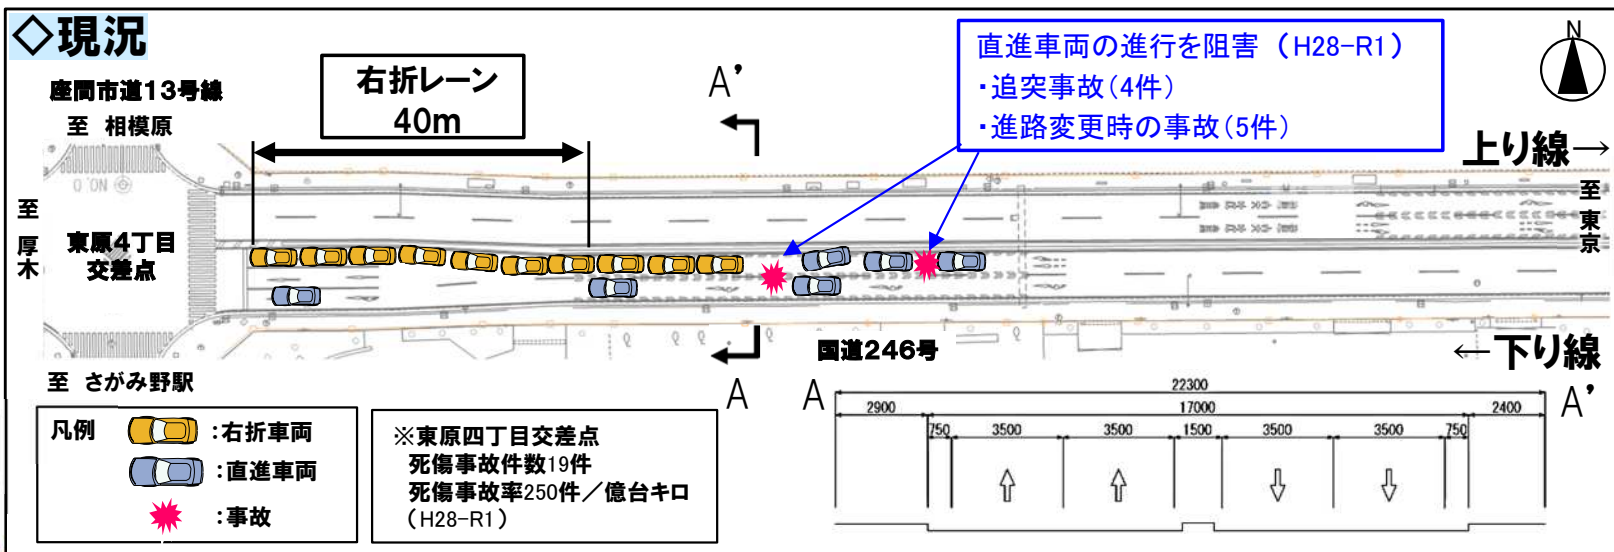 ◇現況
座間市道13号線
至 相模原
右折レーン
40m
A’
直進車両の進行を阻害（H28-R1）
・追突事故（4件）
・進路変更時の事故（5件）
N
上り線→
至 東京
至 厚木
NO. 0
東原4丁目
交差点
国道246号
←下り線
至 さがみ野駅
A
凡例
：右折車両
：直進車両
：事故
※東原四丁目交差点
死傷事故件数19件
死傷事故率250件／億台キロ
（H28-R1）
A
A’
22300
2900
17000
2400
750
3500
3500
1500
3500
3500
750